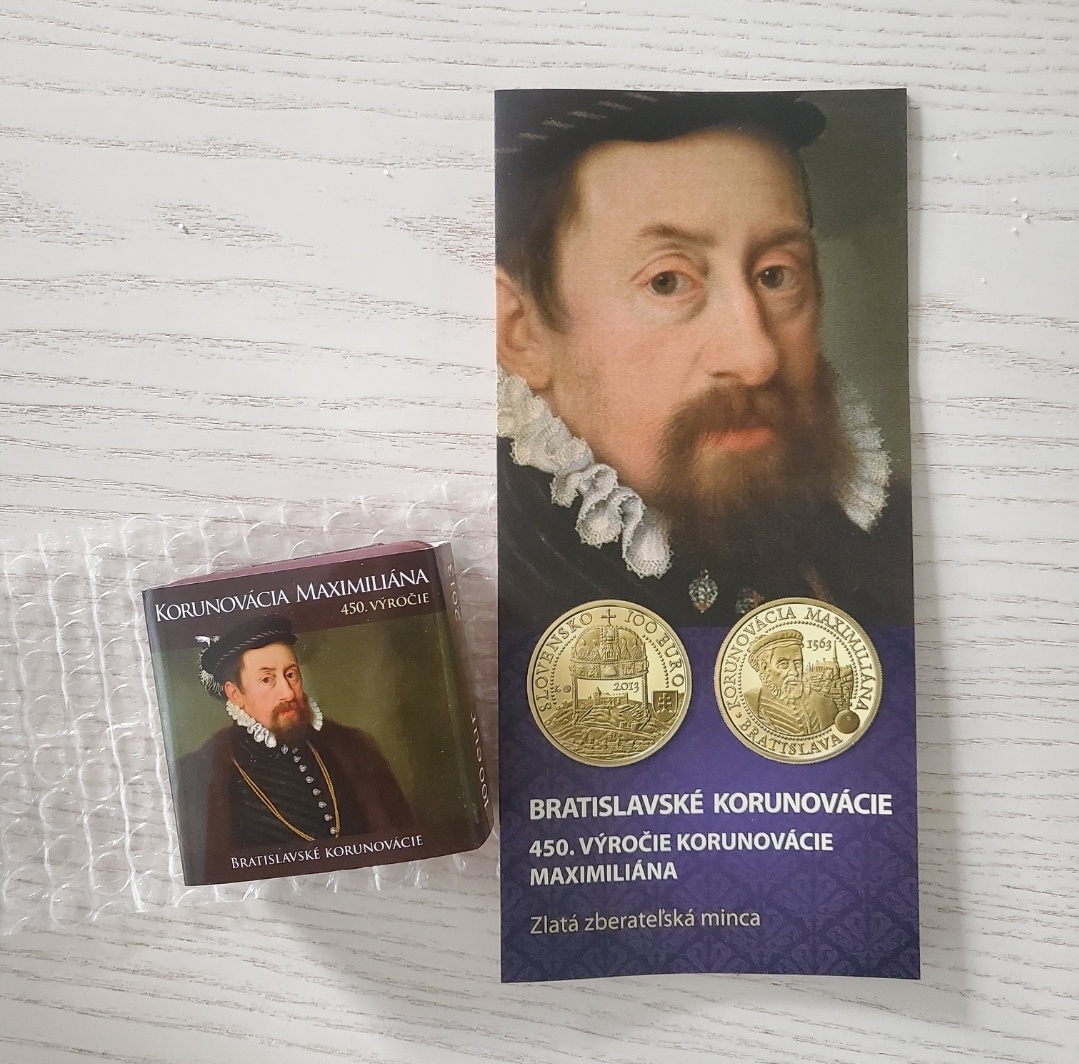 KORUNOVÁCIA MAXIMILIÁNA
450. VÝROČIE
BRATISLAVSKÉ KORUNOVÁCIE
2013
100 EUR
SLOVENSKO 100 EURO
2013
KORUNOVÁCIA MAXIMILIÁNA
1563
BRATISLAVA
BRATISLAVSKÉ KORUNOVÁCIE
450. VÝROČIE KORUNOVÁCIE
MAXIMILIÁNA
Zlatá zberateľská minca